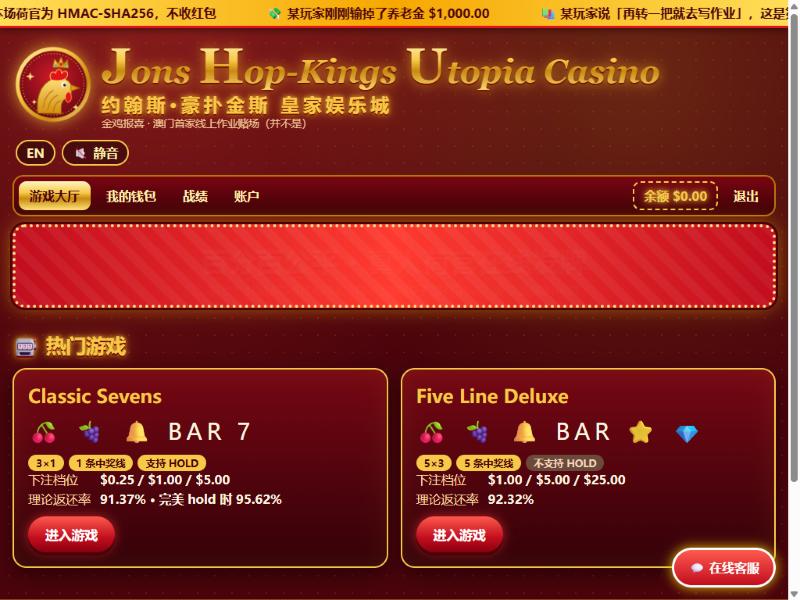 本场荷官为 HMAC-SHA256，不收红包 某玩家刚刚输掉了养老金 $1,000.00 某玩家说「再转一把就去写作业」，这是
Jons Hop-Kings Utopia Casino
约翰斯·豪扑金斯 皇家娱乐城
金鸡报喜 · 澳门首家线上作业赌场（并不是）
EN 静音
游戏大厅 我的钱包 战绩 账户 余额 $0.00 退出
热门游戏
Classic Sevens
BAR 7
3×1 1 条中奖线 支持 HOLD
下注档位 $0.25 / $1.00 / $5.00
理论返还率 91.37% • 完美 hold 时 95.62%
进入游戏
Five Line Deluxe
BAR
5×3 5 条中奖线 不支持 HOLD
下注档位 $1.00 / $5.00 / $25.00
理论返还率 92.32%
进入游戏
在线客服